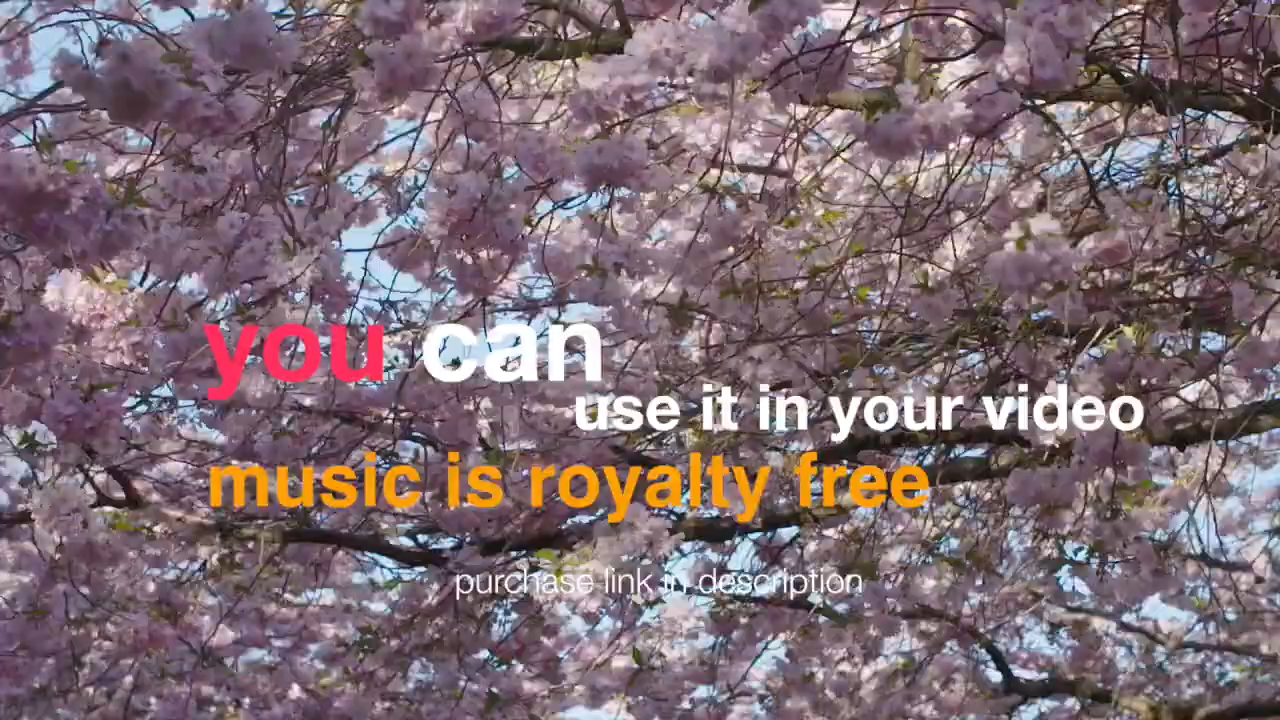 you can
use it in your video
music is royalty free
purchase link in description